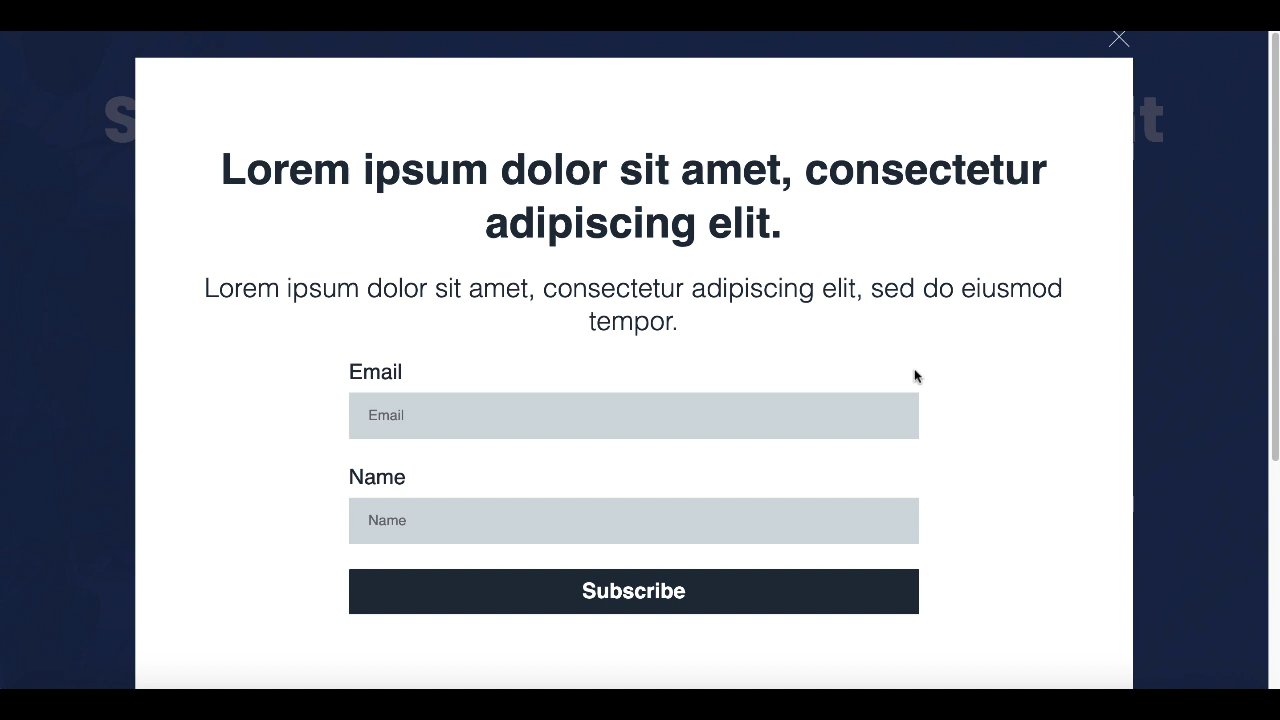 Lorem ipsum dolor sit amet, consectetur
adipiscing elit.
Lorem ipsum dolor sit amet, consectetur adipiscing elit, sed do eiusmod
tempor.
Email
Email
Name
Name
Subscribe